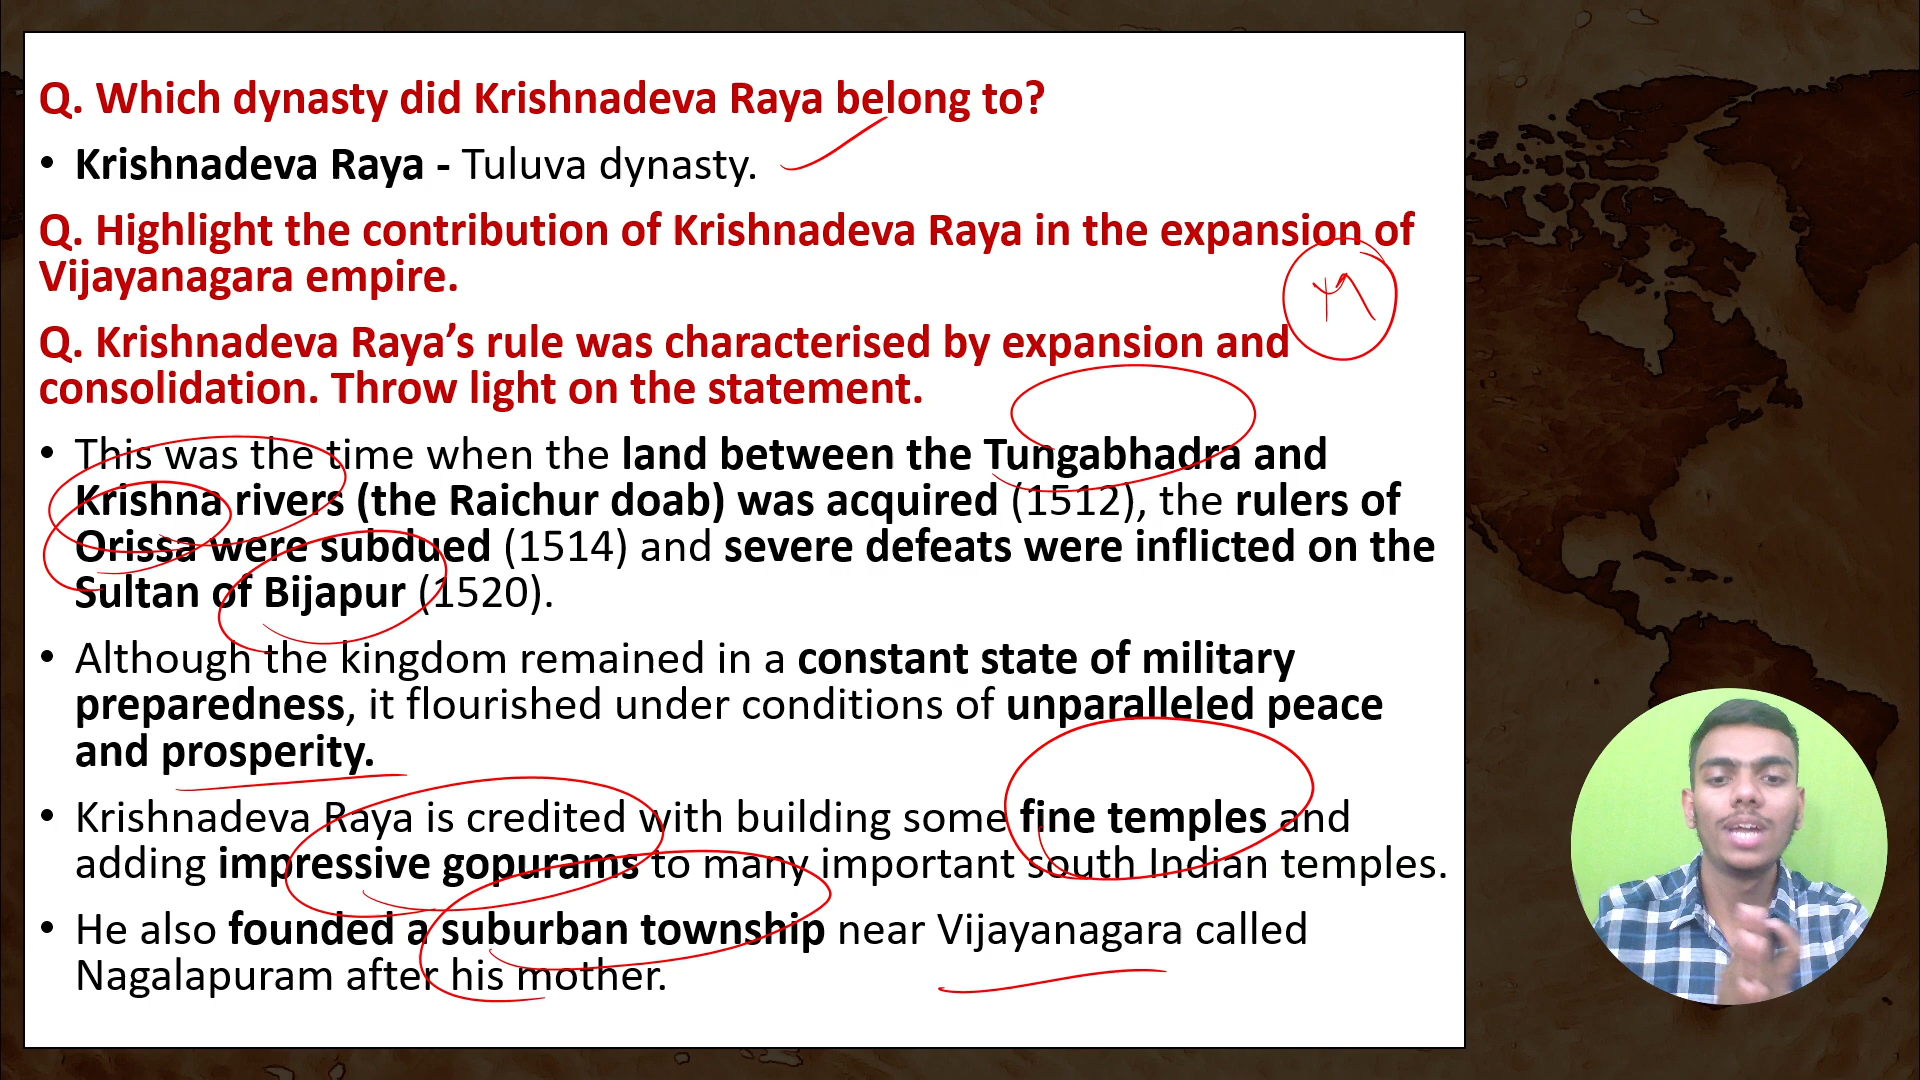 Q. Which dynasty did Krishnadeva Raya belong to?
• Krishnadeva Raya - Tuluva dynasty.
Q. Highlight the contribution of Krishnadeva Raya in the expansion of
Vijayanagara empire.
Q. Krishnadeva Raya’s rule was characterised by expansion and
consolidation. Throw light on the statement.
• This was the time when the land between the Tungabhadra and
Krishna rivers (the Raichur doab) was acquired (1512), the rulers of
Orissa were subdued (1514) and severe defeats were inflicted on the
Sultan of Bijapur (1520).
• Although the kingdom remained in a constant state of military
preparedness, it flourished under conditions of unparalleled peace
and prosperity.
• Krishnadeva Raya is credited with building some fine temples and
adding impressive gopurams to many important south Indian temples.
• He also founded a suburban township near Vijayanagara called
Nagalapuram after his mother.